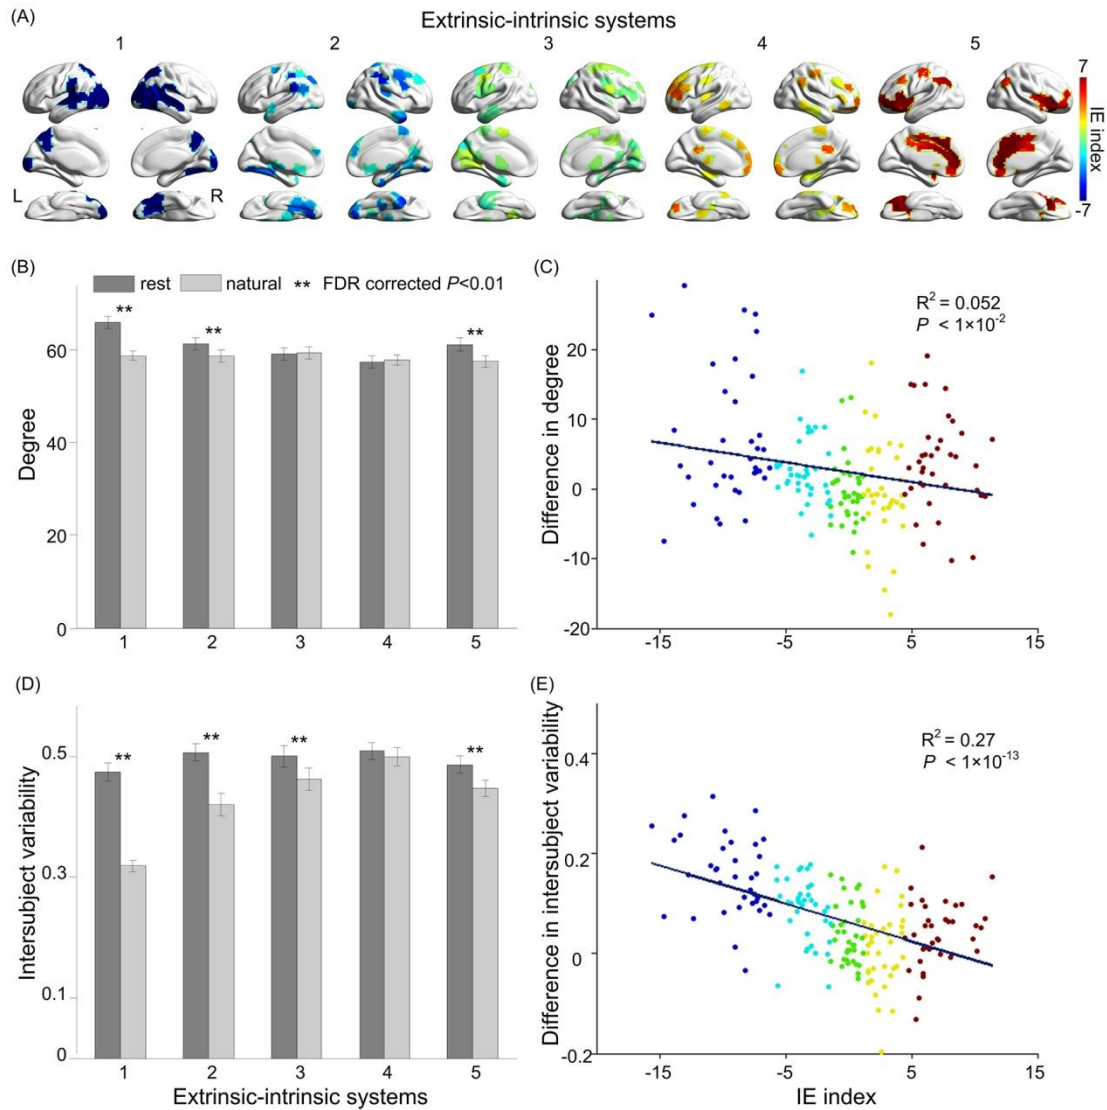 (A)
Extrinsic-intrinsic systems
1 2 3 4 5
7
IE index
-7
L R
(B)
rest natural ** FDR corrected P<0.01
** ** **
Degree
60
40
20
0
1 2 3 4 5
(C)
R² = 0.052
P < 1×10⁻²
Difference in degree
20
10
0
-10
-20
-15 -5 5 15
(D)
** ** ** **
Intersubject variability
0.5
0.3
0.1
0
1 2 3 4 5
Extrinsic-intrinsic systems
(E)
R² = 0.27
P < 1×10⁻¹³
Difference in intersubject variability
0.4
0.2
0
-0.2
-15 -5 5 15
IE index